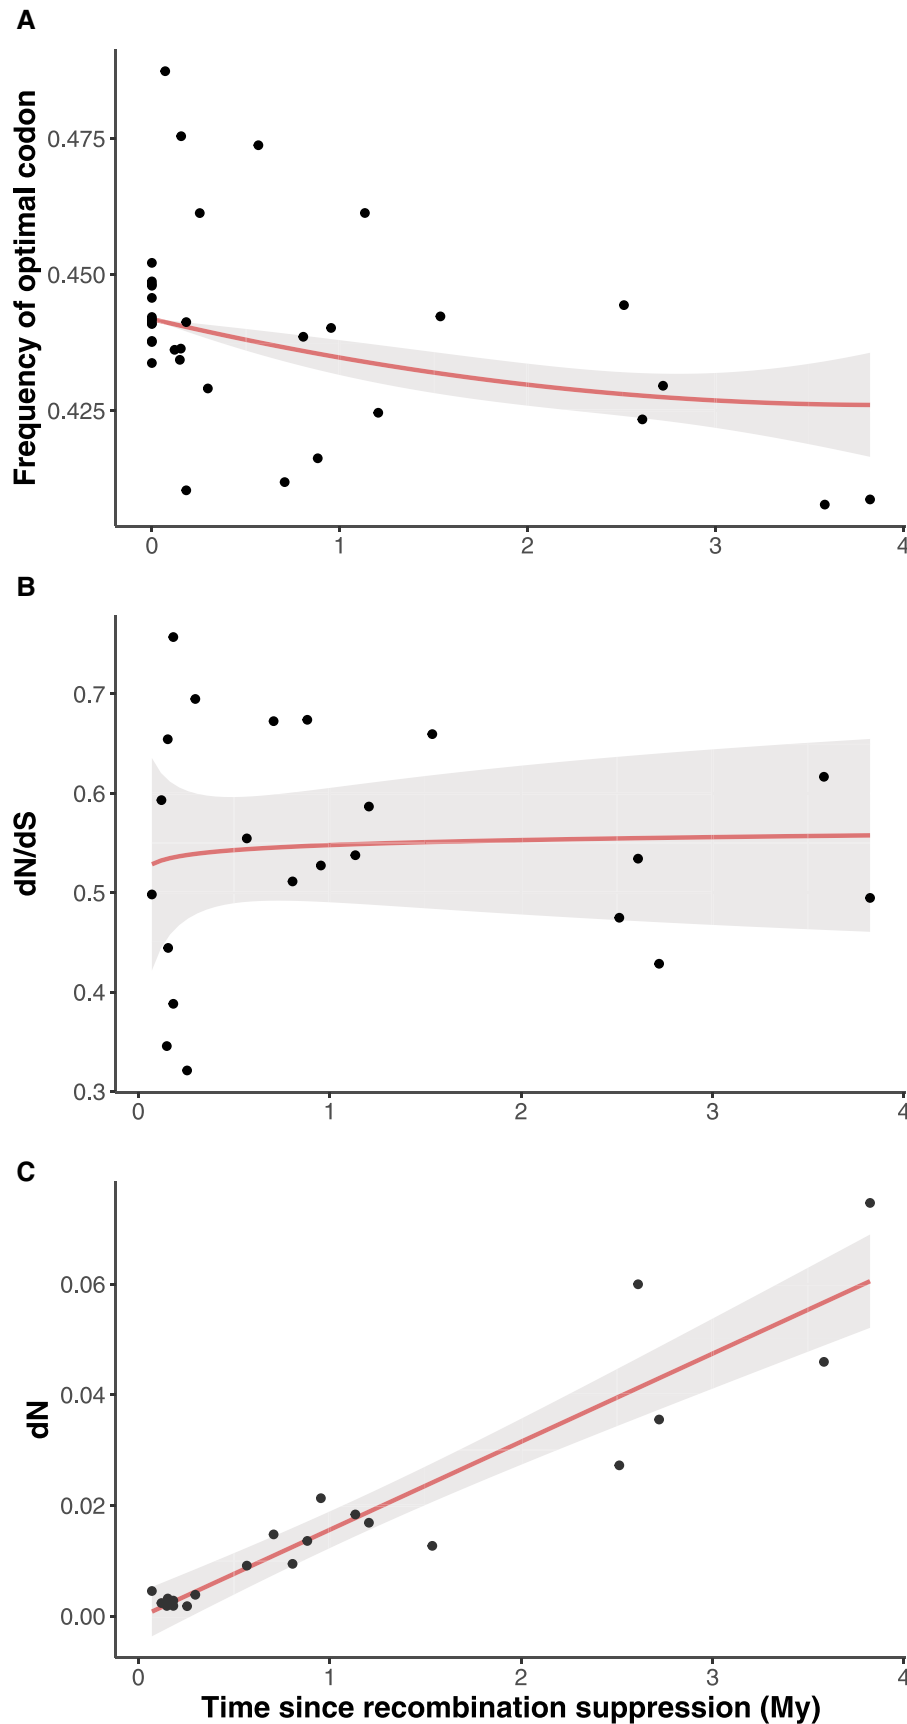 A
Frequency of optimal codon
0.475
0.450
0.425
0 1 2 3 4
B
dN/dS
0.7
0.6
0.5
0.4
0.3
0 1 2 3 4
C
dN
0.06
0.04
0.02
0.00
0 1 2 3 4
Time since recombination suppression (My)